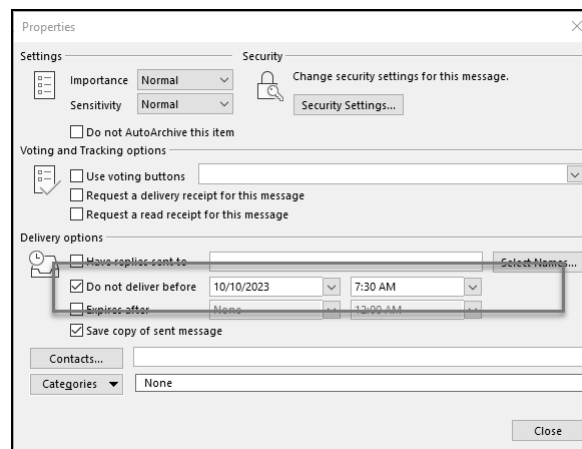 Properties
Settings Security
Importance Normal Change security settings for this message.
Sensitivity Normal Security Settings...
Do not AutoArchive this item
Voting and Tracking options
Use voting buttons
Request a delivery receipt for this message
Request a read receipt for this message
Delivery options
Have replies sent to Select Names...
Do not deliver before 10/10/2023 7:30 AM
Expires after None 12:00 AM
Save copy of sent message
Contacts...
Categories None
Close